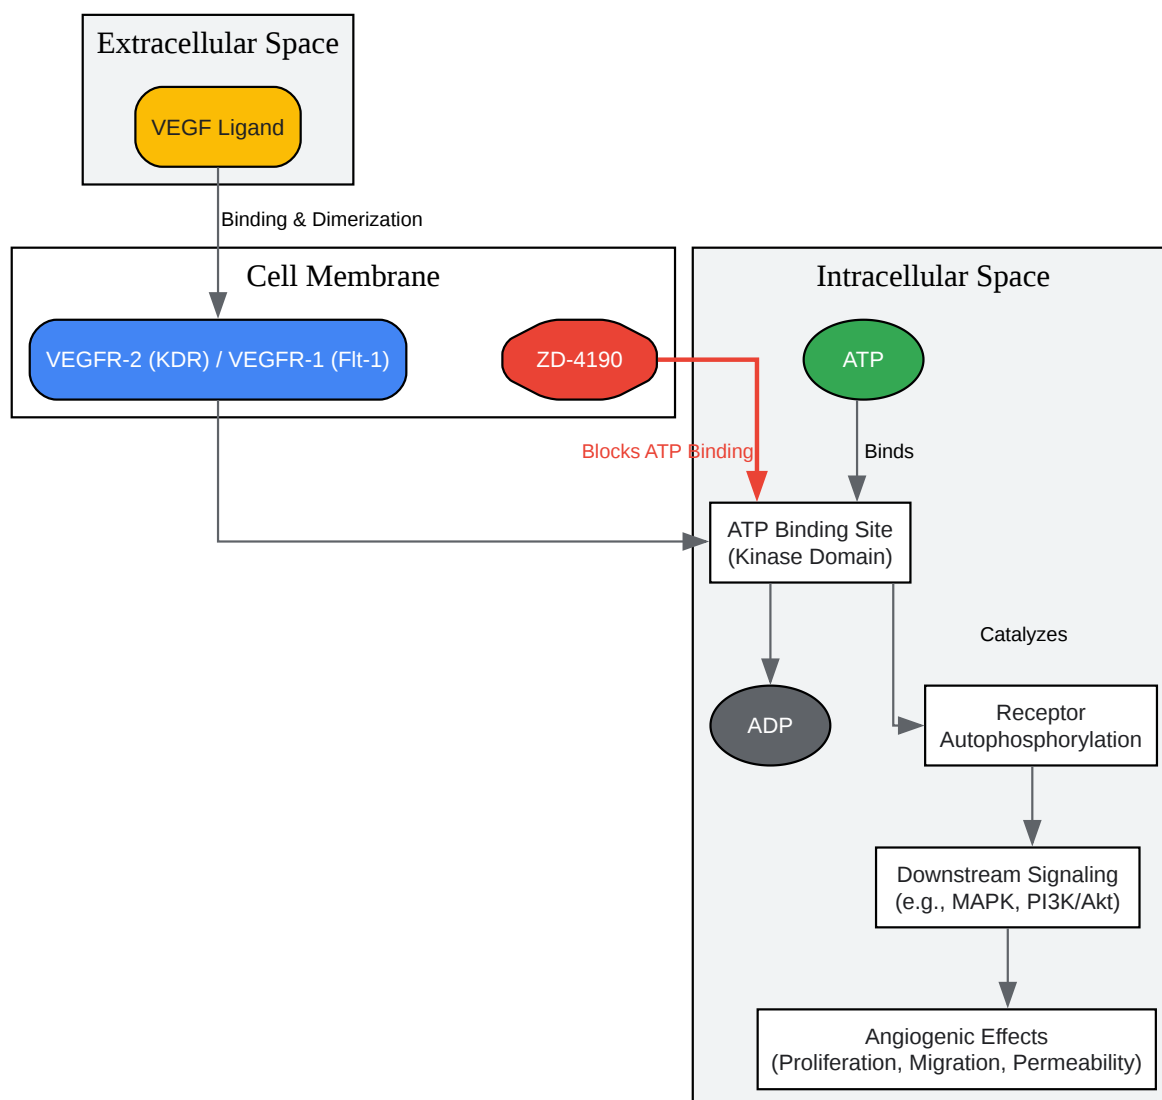 Extracellular Space
VEGF Ligand
Binding & Dimerization
Cell Membrane
VEGFR-2 (KDR) / VEGFR-1 (Flt-1)
ZD-4190
Intracellular Space
ATP
Blocks ATP Binding
Binds
ATP Binding Site
(Kinase Domain)
Catalyzes
ADP
Receptor
Autophosphorylation
Downstream Signaling
(e.g., MAPK, PI3K/Akt)
Angiogenic Effects
(Proliferation, Migration, Permeability)